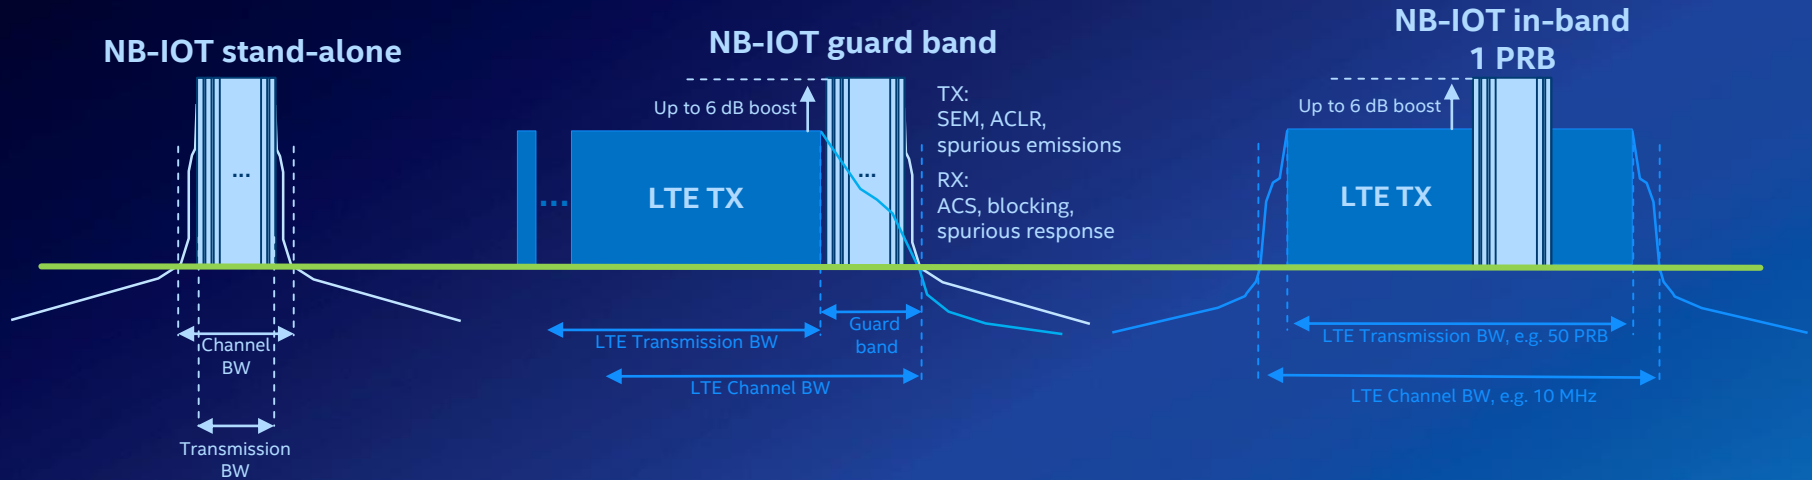 NB-IOT stand-alone
...
Channel
BW
Transmission
BW
NB-IOT guard band
Up to 6 dB boost
...
LTE TX
...
TX:
SEM, ACLR,
spurious emissions
RX:
ACS, blocking,
spurious response
Guard
band
LTE Transmission BW
LTE Channel BW
NB-IOT in-band
1 PRB
Up to 6 dB boost
LTE TX
LTE Transmission BW, e.g. 50 PRB
LTE Channel BW, e.g. 10 MHz